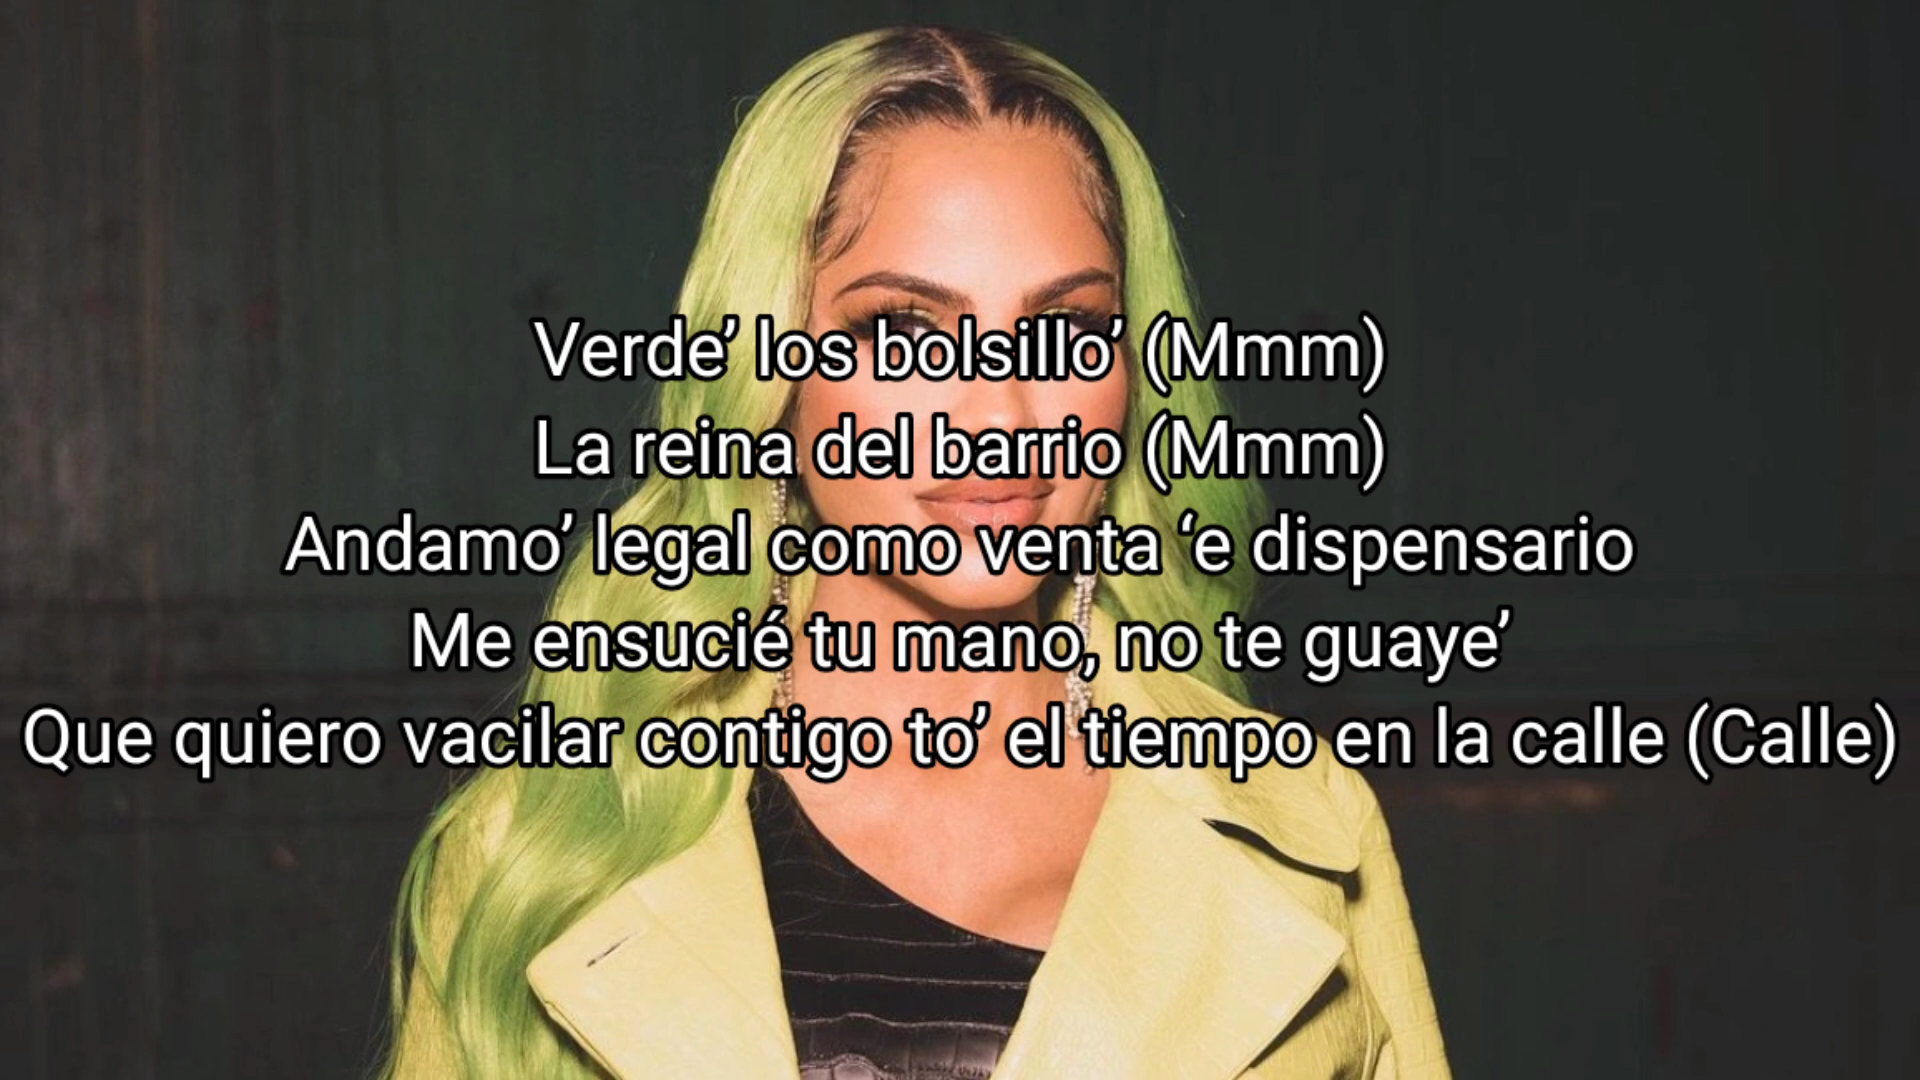 Verde’ los bolsillo’ (Mmm)
La reina del barrio (Mmm)
Andamo’ legal como venta ‘e dispensario
Me ensucié tu mano, no te guaye’
Que quiero vacilar contigo to’ el tiempo en la calle (Calle)